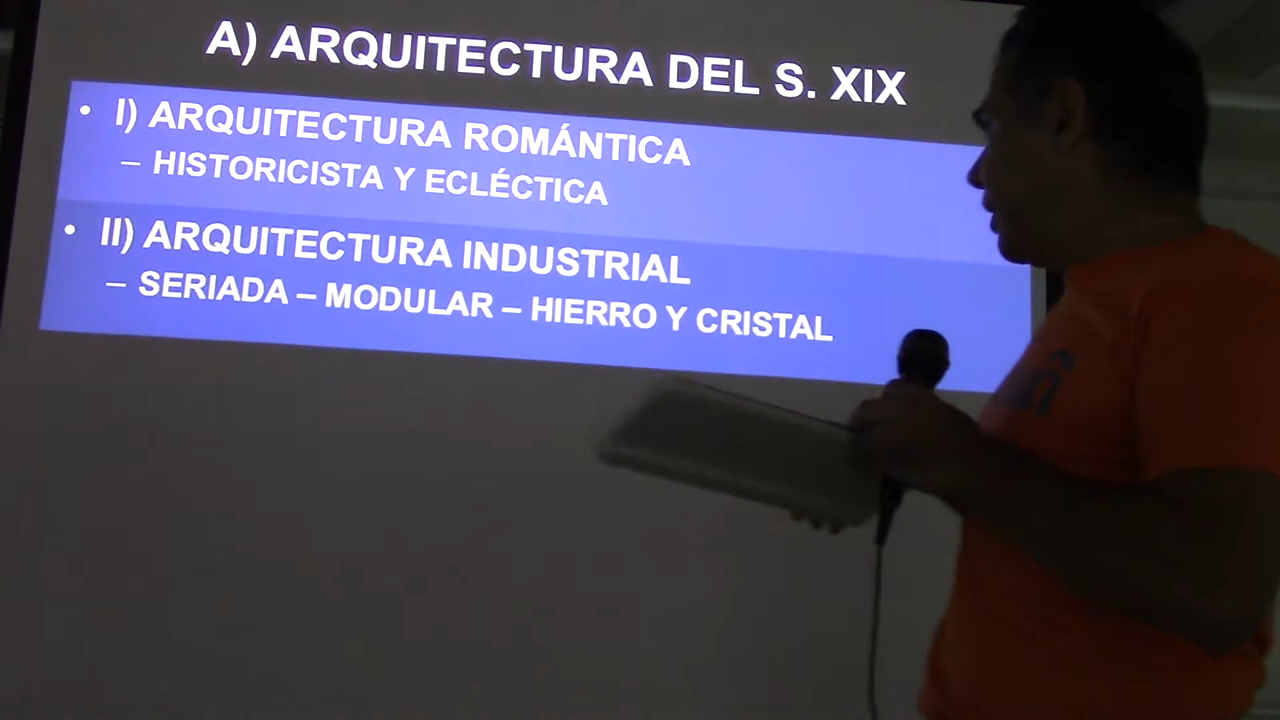 A) ARQUITECTURA DEL S. XIX
• I) ARQUITECTURA ROMÁNTICA
– HISTORICISTA Y ECLÉCTICA
• II) ARQUITECTURA INDUSTRIAL
– SERIADA – MODULAR – HIERRO Y CRISTAL